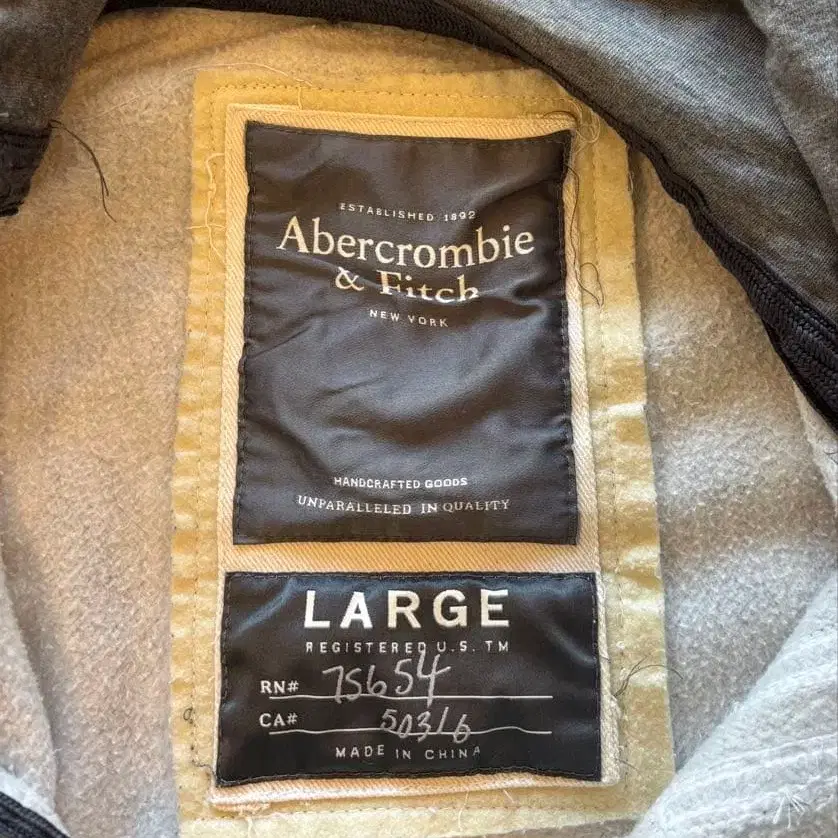 ESTABLISHED 1892
Abercrombie
& Fitch
NEW YORK
HANDCRAFTED GOODS
UNPARALLELED IN QUALITY
LARGE
REGISTERED U.S. TM
RN# 75654
CA# 50316
MADE IN CHINA